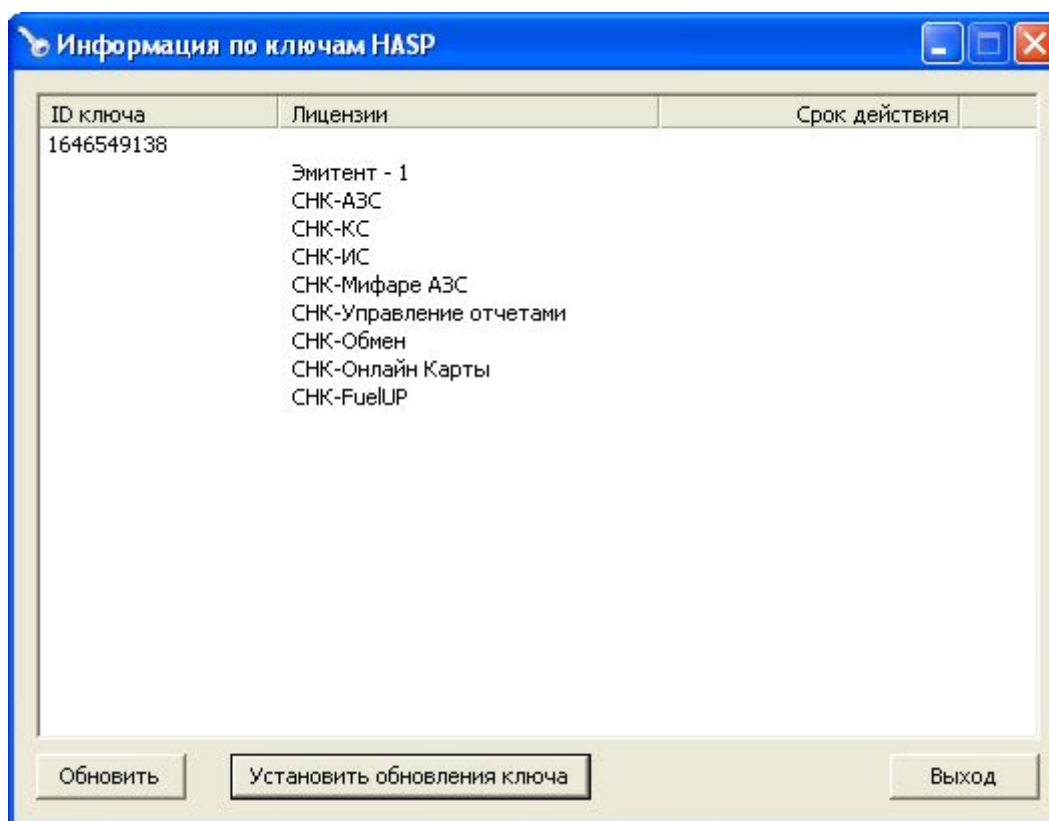 Информация по ключам HASP
ID ключа Лицензии Срок действия
1646549138
Эмитент - 1
СНК-АЗС
СНК-КС
СНК-ИС
СНК-Мифаре АЗС
СНК-Управление отчетами
СНК-Обмен
СНК-Онлайн Карты
СНК-FuelUP
Обновить Установить обновления ключа Выход